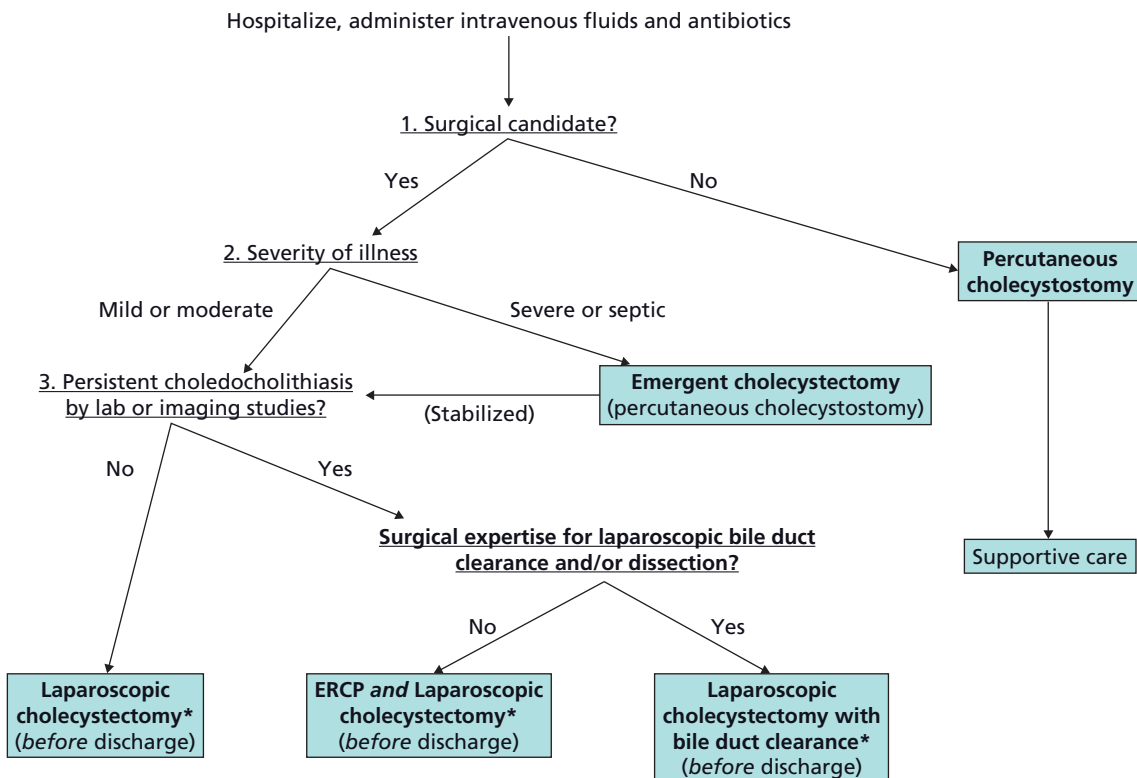 Hospitalize, administer intravenous fluids and antibiotics
1. Surgical candidate?
Yes
No
2. Severity of illness
Percutaneous
cholecystostomy
Mild or moderate
Severe or septic
3. Persistent choledocholithiasis
by lab or imaging studies?
Emergent cholecystectomy
(percutaneous cholecystostomy)
(Stabilized)
No
Yes
Surgical expertise for laparoscopic bile duct
clearance and/or dissection?
Supportive care
No
Yes
Laparoscopic
cholecystectomy*
(before discharge)
ERCP and Laparoscopic
cholecystectomy*
(before discharge)
Laparoscopic
cholecystectomy with
bile duct clearance*
(before discharge)